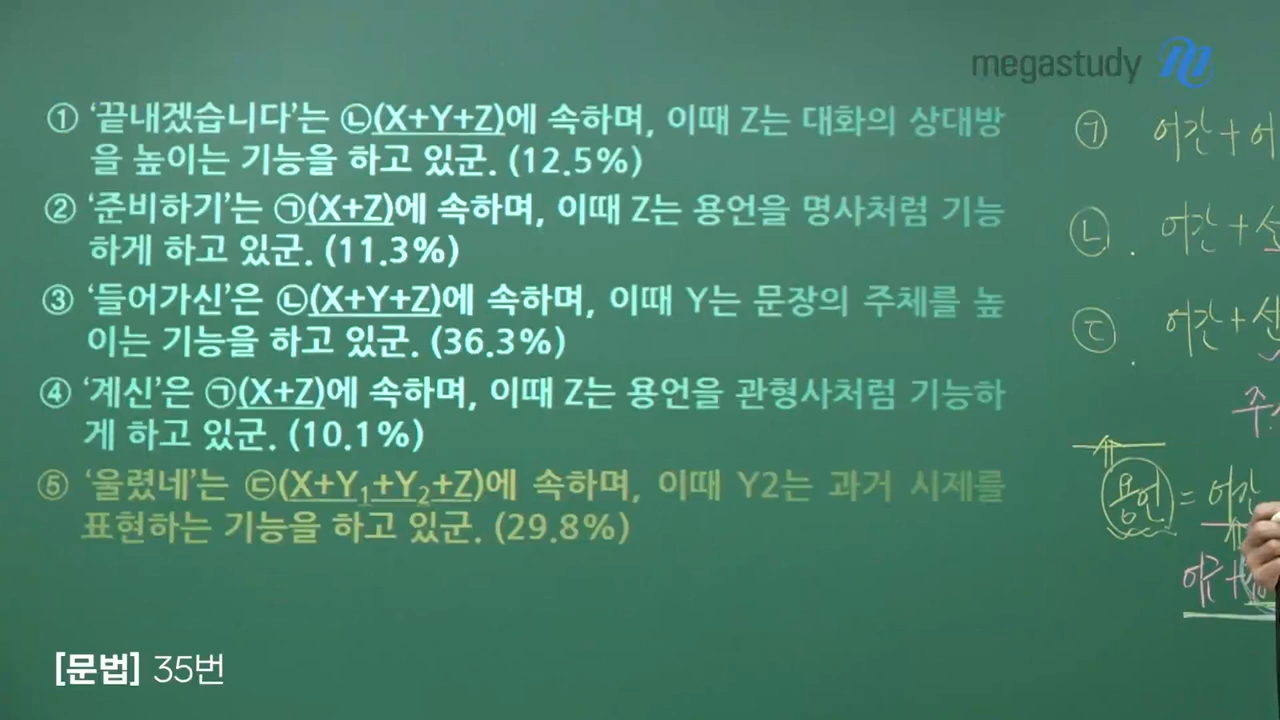 megastudy
① ‘끝내겠습니다’는 ㉡(X+Y+Z)에 속하며, 이때 Z는 대화의 상대방
을 높이는 기능을 하고 있군. (12.5%)
② ‘준비하기’는 ㉠(X+Z)에 속하며, 이때 Z는 용언을 명사처럼 기능
하게 하고 있군. (11.3%)
③ ‘들어가신’은 ㉡(X+Y+Z)에 속하며, 이때 Y는 문장의 주체를 높
이는 기능을 하고 있군. (36.3%)
④ ‘계신’은 ㉠(X+Z)에 속하며, 이때 Z는 용언을 관형사처럼 기능하
게 하고 있군. (10.1%)
⑤ ‘울렸네’는 ㉢(X+Y₁+Y₂+Z)에 속하며, 이때 Y2는 과거 시제를
표현하는 기능을 하고 있군. (29.8%)
㉠ 어간 +
㉡ 어간 +
㉢ 어간 + 선
용언 = 어간
[문법] 35번